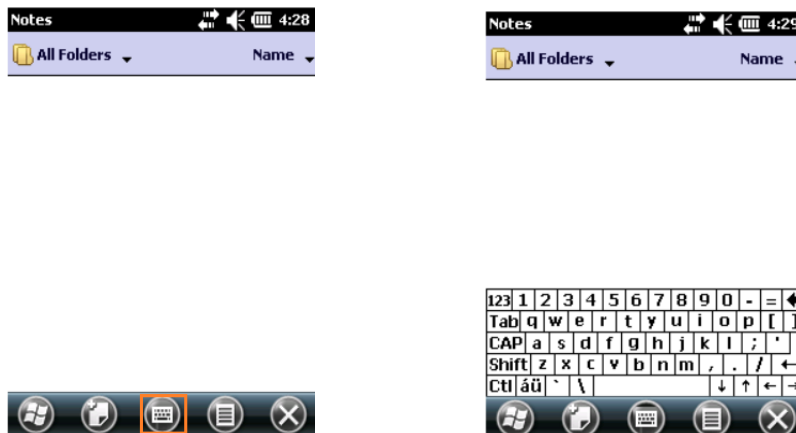 Notes 4:28
All Folders Name
Notes 4:29
All Folders Name
123 1 2 3 4 5 6 7 8 9 0 - =
Tab q w e r t y u i o p [ ]
CAP a s d f g h j k l ; '
Shift z x c v b n m , . /
Ctl áü ` \ ↓ ↑ ← →